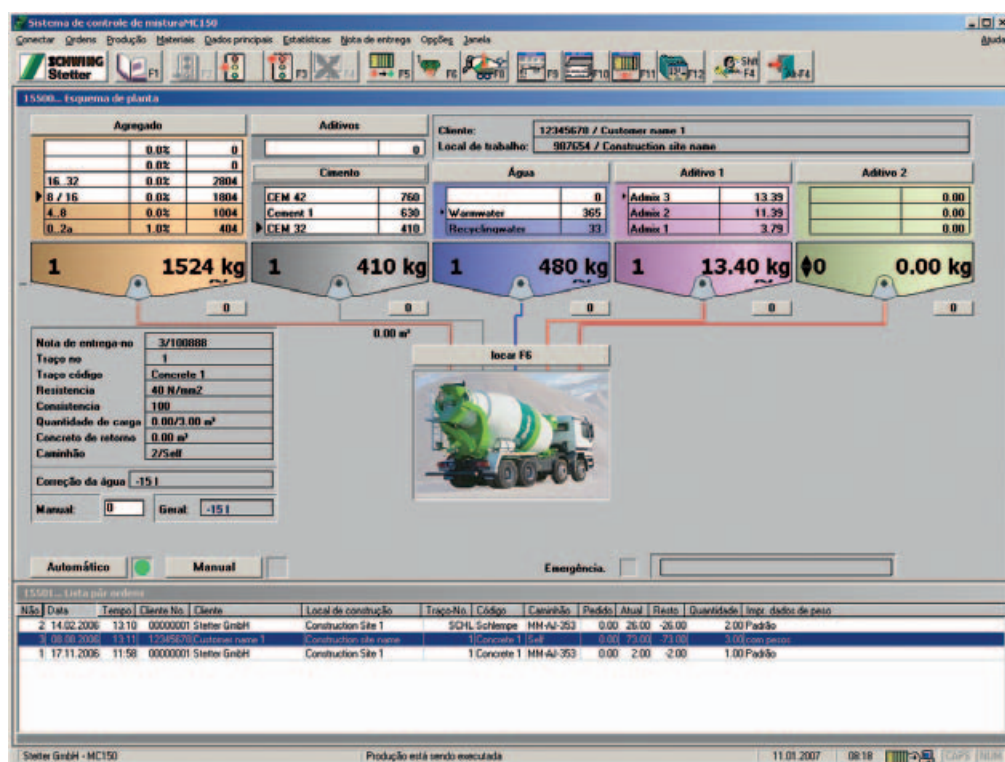 Sistema de controle de misturaMC150
Conectar Ordens Produção Materiais Dados principais Estatísticas Nota de entrega Opções Janela Ajuda
SCHWING Stetter F1 F2 F3 F4 F5 F6 F8 F9 F10 F11 F12 Shft F4 Alt-F4
15500... Esquema de planta
Agregado Aditivos
Cliente: 12345678 / Customer name 1
Local de trabalho: 987654 / Construction site name
0.0% 0 0
0.0% 0 Cimento Água Aditivo 1 Aditivo 2
16..32 0.0% 2804
8 / 16 0.0% 1804 CEM 42 760 0 Admix 3 13.39 0.00
4..8 0.0% 1004 Cement 1 630 Warmwater 365 Admix 2 11.39 0.00
0..2a 1.0% 404 CEM 32 410 Recyclingwater 33 Admix 1 3.79 0.00
1 1524 kg 1 410 kg 1 480 kg 1 13.40 kg 0 0.00 kg
0 0 0 0 0
0.00 m³
Nota de entrega-no 3/100888
Traço no 1
Traço código Concrete 1
Resistencia 40 N/mm2
Consistencia 100
Quantidade de carga 0.00/3.00 m³
Concreto de retorno 0.00 m³
Caminhão 2/Self
locar F6
Correção da água -15 l
Manual: 0 Geral: -15 l
Automático Manual Emergência.
15501... Lista pår ordens
Não Data Tempo Cliente No. Cliente Local de construção Traço-No. Código Caminhão Pedido Atual Resto Quantidade Impr. dados de peso
2 14.02.2006 13:10 00000001 Stetter GmbH Construction Site 1 SCHL Schlempe MM-AJ-353 0.00 26.00 -26.00 2.00 Padrão
3 08.08.2006 13:11 12345678 Customer name 1 Construction site name 1 Concrete 1 Self 0.00 73.00 -73.00 3.00 com pesos
1 17.11.2006 11:58 00000001 Stetter GmbH Construction Site 1 1 Concrete 1 MM-AJ-353 0.00 2.00 -2.00 1.00 Padrão
Stetter GmbH - MC150 Produção está sendo executada 11.01.2007 08:18 CAPS NUM